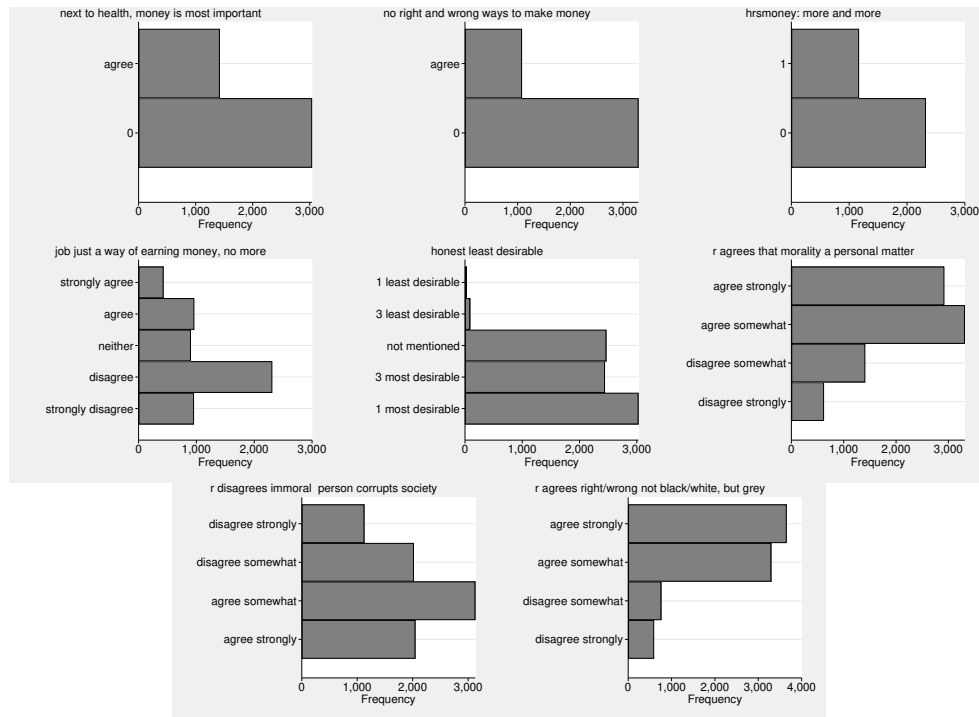 next to health, money is most important
agree
0
0 1,000 2,000 3,000
Frequency
no right and wrong ways to make money
agree
0
0 1,000 2,000 3,000
Frequency
hrsmoney: more and more
1
0
0 1,000 2,000 3,000
Frequency
job just a way of earning money, no more
strongly agree
agree
neither
disagree
strongly disagree
0 1,000 2,000 3,000
Frequency
honest least desirable
1 least desirable
3 least desirable
not mentioned
3 most desirable
1 most desirable
0 1,000 2,000 3,000
Frequency
r agrees that morality a personal matter
agree strongly
agree somewhat
disagree somewhat
disagree strongly
0 1,000 2,000 3,000
Frequency
r disagrees immoral  person corrupts society
disagree strongly
disagree somewhat
agree somewhat
agree strongly
0 1,000 2,000 3,000
Frequency
r agrees right/wrong not black/white, but grey
agree strongly
agree somewhat
disagree somewhat
disagree strongly
0 1,000 2,000 3,000 4,000
Frequency